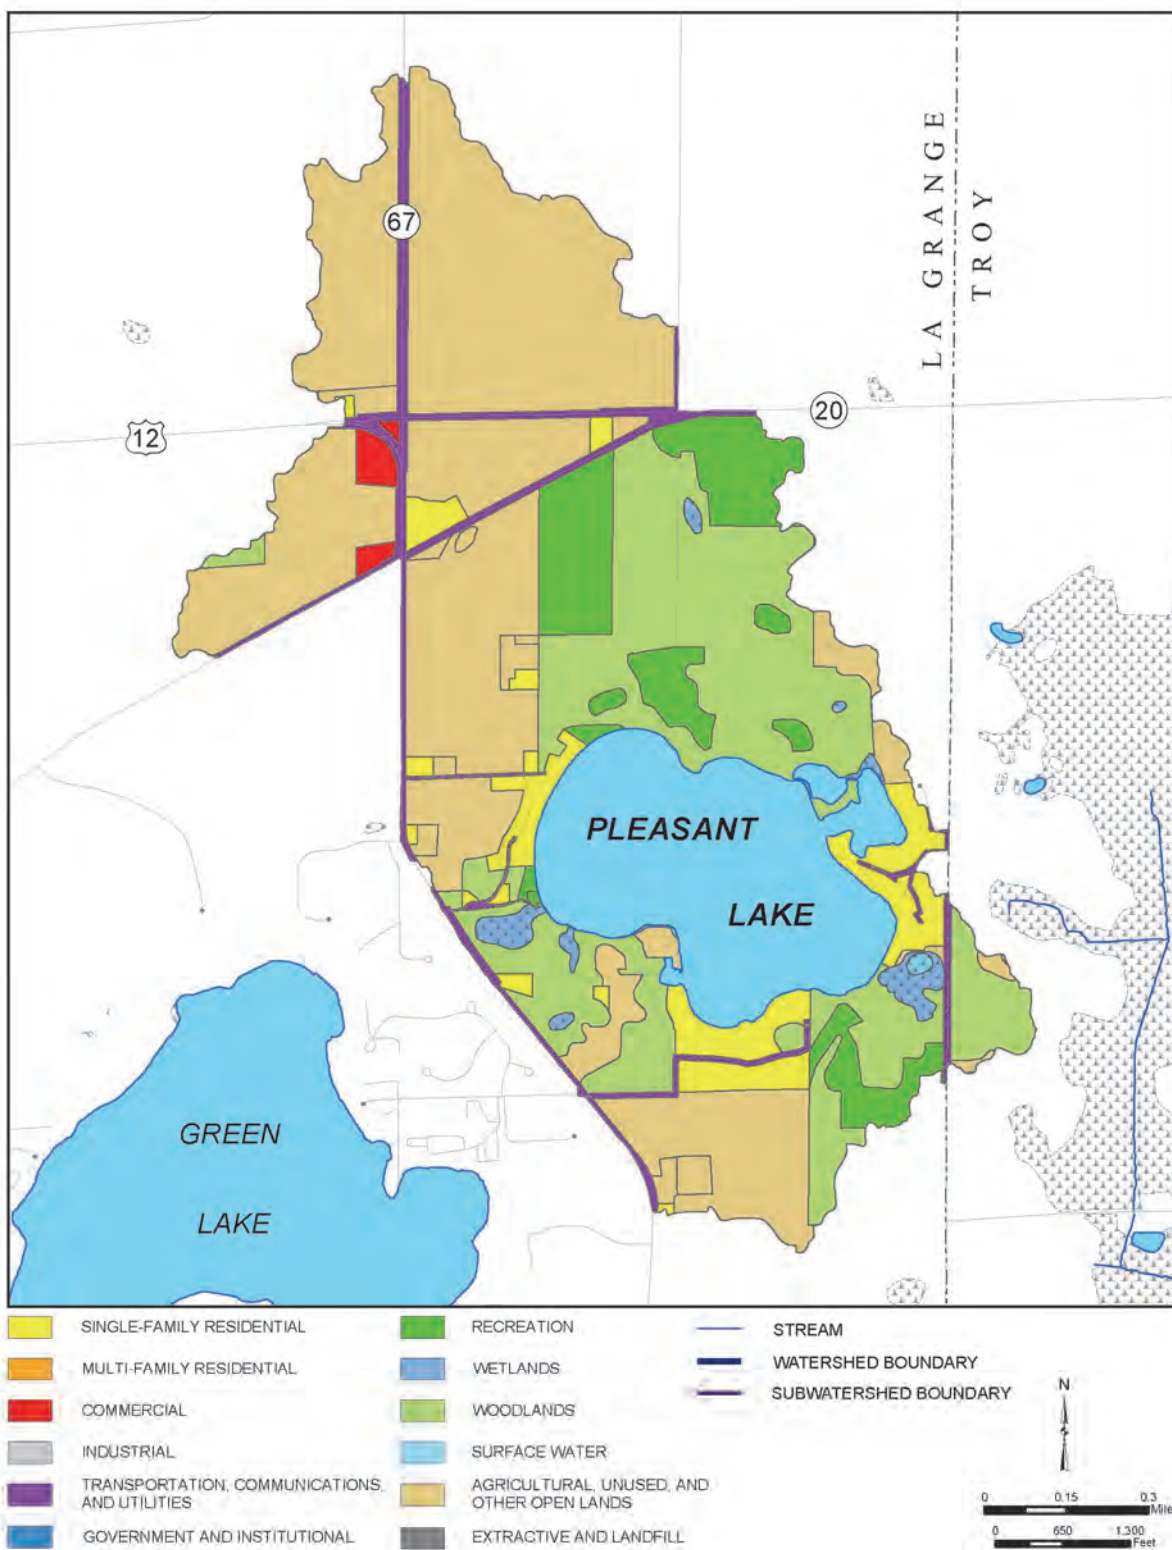 LA GRANGE
TROY
67
20
12
PLEASANT
LAKE
GREEN
LAKE
SINGLE-FAMILY RESIDENTIAL
MULTI-FAMILY RESIDENTIAL
COMMERCIAL
INDUSTRIAL
TRANSPORTATION, COMMUNICATIONS,
AND UTILITIES
GOVERNMENT AND INSTITUTIONAL
RECREATION
WETLANDS
WOODLANDS
SURFACE WATER
AGRICULTURAL, UNUSED, AND
OTHER OPEN LANDS
EXTRACTIVE AND LANDFILL
STREAM
WATERSHED BOUNDARY
SUBWATERSHED BOUNDARY
N
0 0.15 0.3
Mile
0 650 1,300
Feet